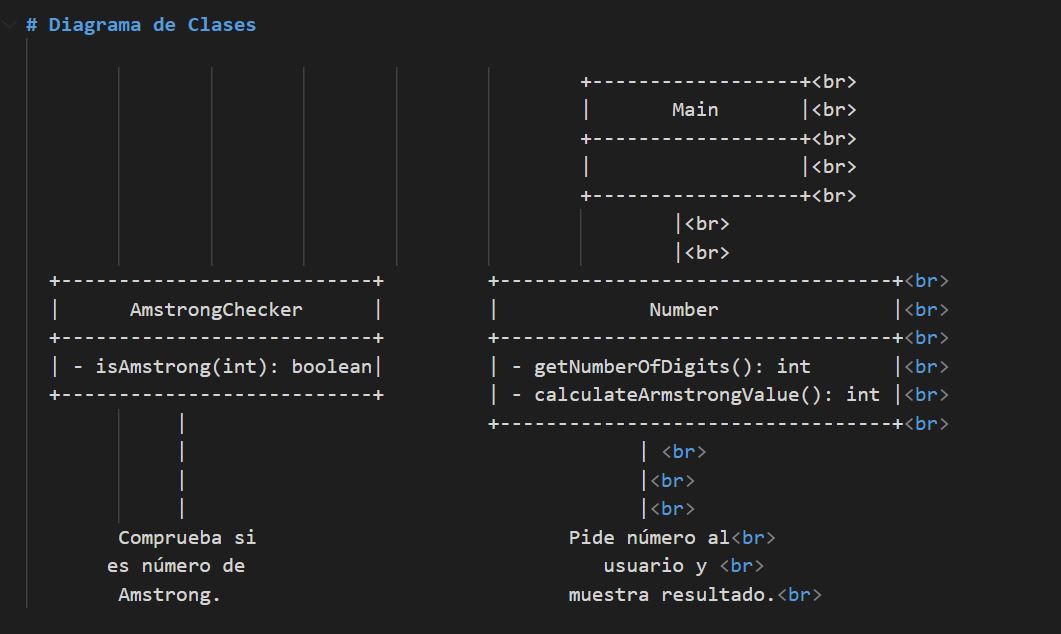 # Diagrama de Clases
+------------------+<br>
|       Main       |<br>
+------------------+<br>
|                  |<br>
+------------------+<br>
|<br>
|<br>
+---------------------------+         +----------------------------------+<br>
|      AmstrongChecker      |         |             Number               |<br>
+---------------------------+         +----------------------------------+<br>
| - isAmstrong(int): boolean|         | - getNumberOfDigits(): int       |<br>
+---------------------------+         | - calculateArmstrongValue(): int |<br>
|                          +----------------------------------+<br>
|                                       | <br>
|                                       |<br>
|                                       |<br>
Comprueba si                           Pide número al<br>
es número de                               usuario y <br>
Amstrong.                              muestra resultado.<br>